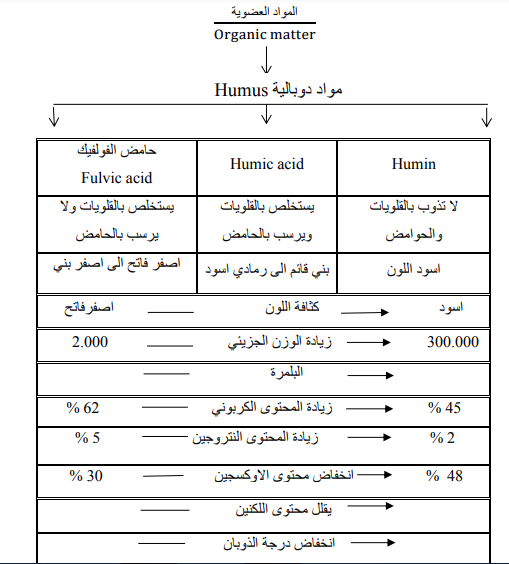 المواد العضوية
Organic matter
مواد دوبالية Humus
حامض الفولفيك
Fulvic acid
Humic acid
Humin
يستخلص بالقلويات ولا
يرسب بالحامض
يستخلص بالقلويات
ويرسب بالحامض
لا تذوب بالقلويات
والحوامض
اصفر فاتح الى اصفر بني
بني قائم الى رمادي اسود
اسود اللون
اصفرفاتح كثافة اللون اسود
2.000 زيادة الوزن الجزيئي 300.000
البلمرة
% 62 زيادة المحتوى الكربوني % 45
% 5 زيادة المحتوى النتروجين % 2
% 30 انخفاض محتوى الاوكسجين % 48
يقلل محتوى اللكنين
انخفاض درجة الذوبان